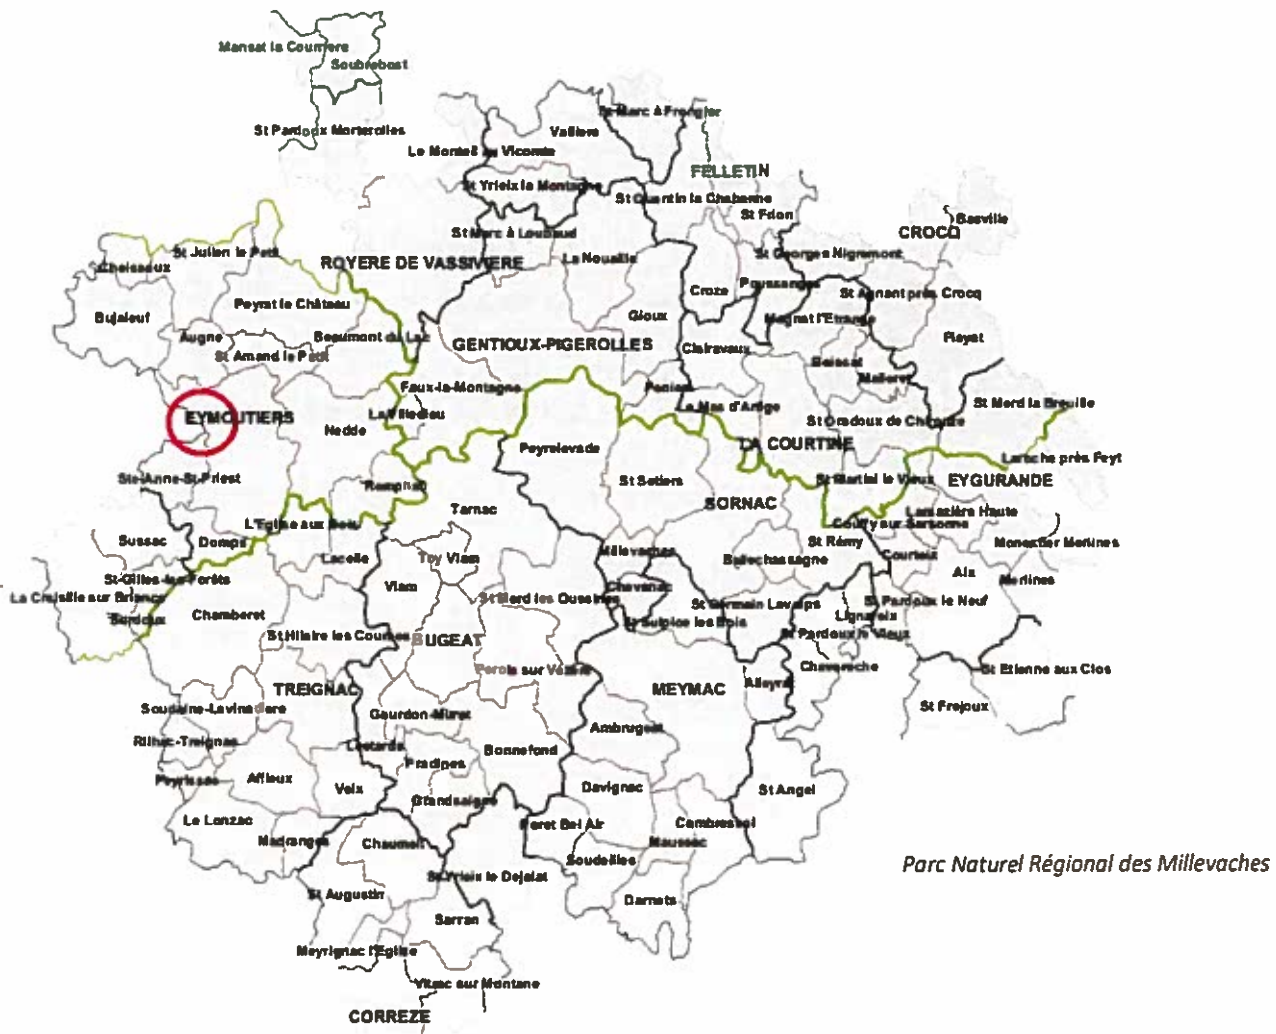 Mansat la Courrière
Soubrebost
St Pardoux Morterolles
St Marc à Frongier
Vallière
Le Monteil au Vicomte
FELLETIN
St Yrieix la Montagne
St Quentin la Chabanne
St Frion
Basville
CROCQ
St Marc à Loubaud
St Julien le Petit
La Nouaille
St Georges Nigremont
ROYERE DE VASSIVIERE
Cheissoux
Croze
Poussanges
St Agnant près Crocq
Peyrat le Château
Bujaleuf
Gioux
Magnat l'Etrange
Flayat
Augne
Beaumont du Lac
GENTIOUX-PIGEROLLES
Clairavaux
St Amand le Petit
Beissat
Malleret
Faux-la-Montagne
Féniers
St Merd la Breuille
Le Mas d'Artige
EYMOUTIERS
La Villedieu
St Oradoux de Chirouze
Nedde
LA COURTINE
Peyrelevade
Laroche près Feyt
Ste-Anne-St-Priest
Rempnat
St Setiers
St Martial le Vieux
EYGURANDE
SORNAC
Tarnac
Lamazière Haute
L'Eglise aux Bois
Couffy sur Sarsonne
Sussac
Domps
St Rémy
Monestier Merlines
Lacelle
Toy Viam
Millevaches
Bellechassagne
Courteix
Aix
Merlines
St-Gilles-les-Forêts
Viam
Chavanac
La Croisille sur Briance
St Merd les Oussines
St Germain Lavolps
St Pardoux le Neuf
Surdoux
Chamberet
Lignareix
St Sulpice les Bois
St Hilaire les Courbes
BUGEAT
St Pardoux le Vieux
Pérols sur Vézère
Chaveroche
St Etienne aux Clos
TREIGNAC
MEYMAC
Alleyrat
Soudaine-Lavinadière
St Frejoux
Gourdon-Murat
Ambrugeat
Rilhac-Treignac
Lestards
Bonnefond
Pradines
Peyrissac
Affieux
Veix
Davignac
St Angel
Grandsaigne
Le Lonzac
Peret Bel Air
Combressol
Madranges
Chaumeil
Maussac
Soudeilles
Parc Naturel Régional des Millevaches
St Yrieix le Dejalat
St Augustin
Darnets
Sarran
Meyrignac l'Eglise
Vitrac sur Montane
CORREZE